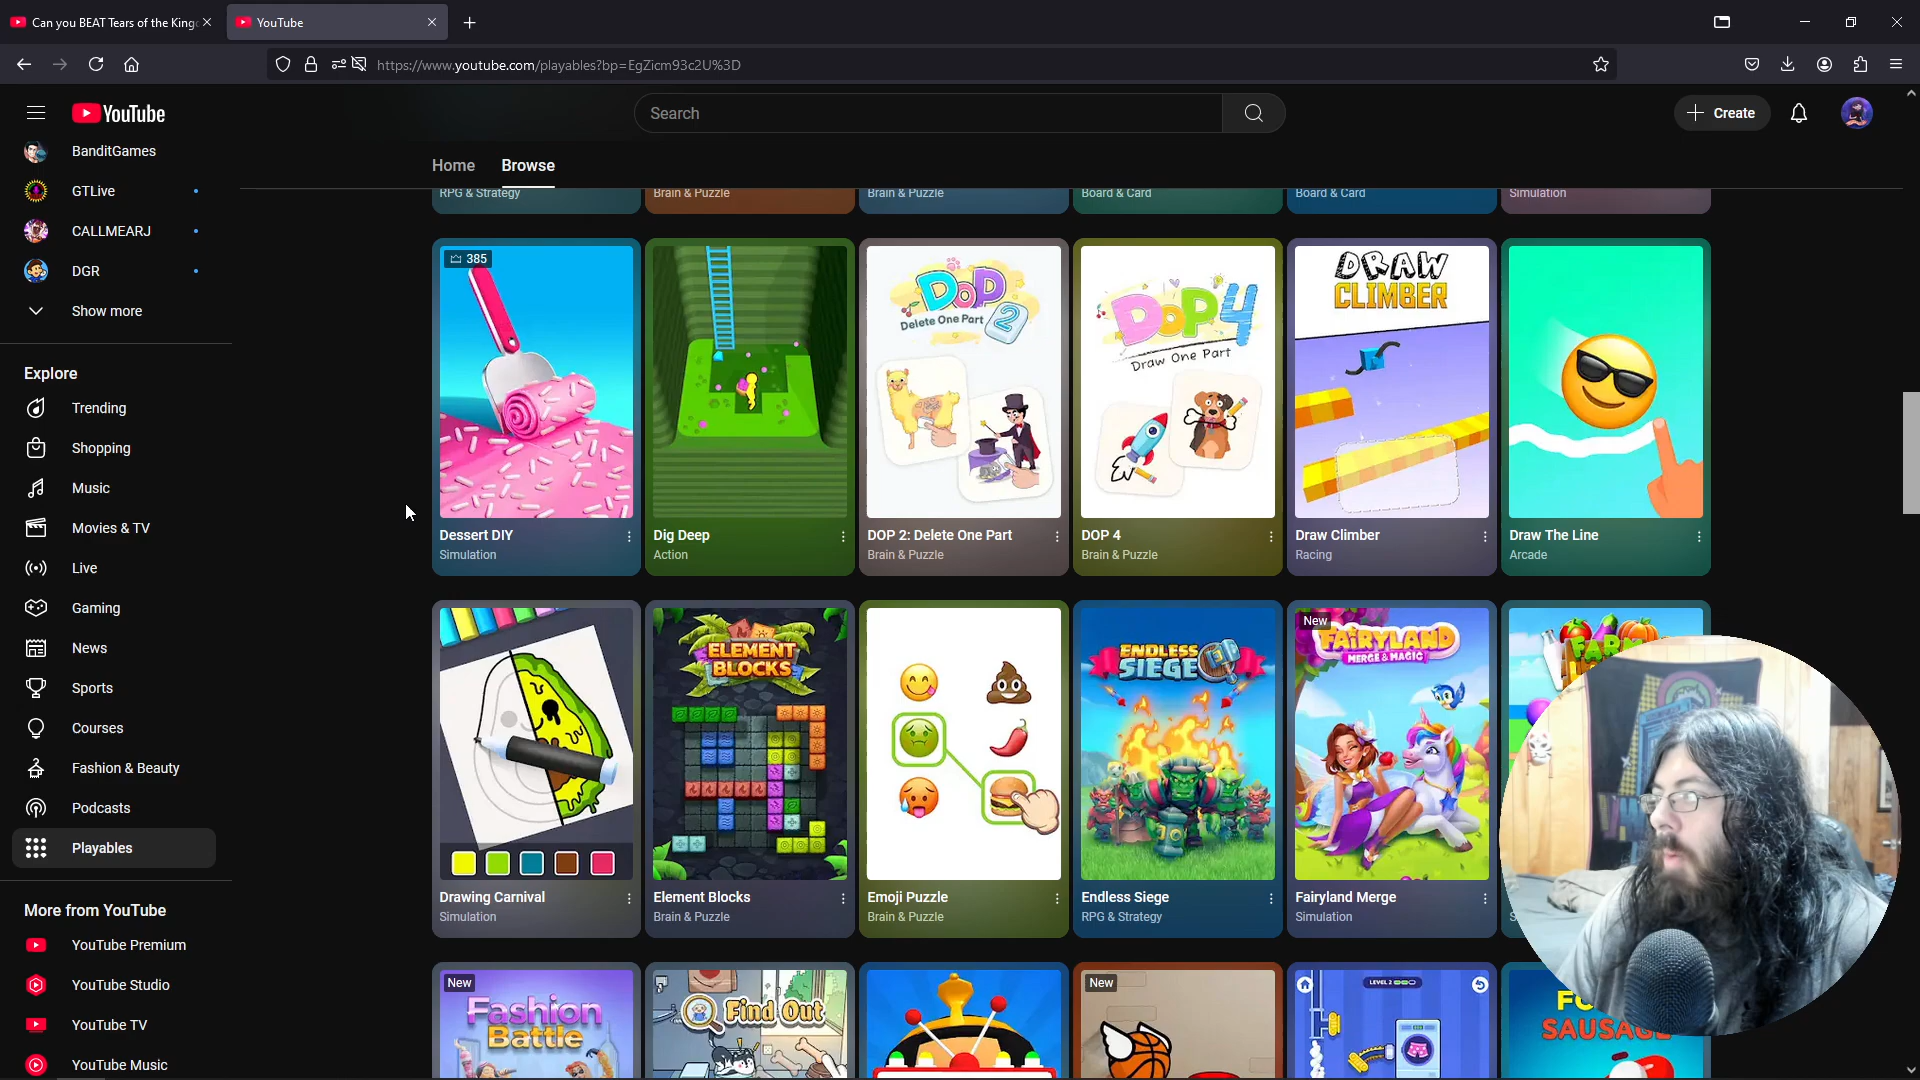 Can you BEAT Tears of the King
YouTube
https://www.youtube.com/playables?bp=EgZicm93c2U%3D
YouTube
Search
Create
Home
Browse
BanditGames
GTLive
CALLMEARJ
DGR
Show more
Explore
Trending
Shopping
Music
Movies & TV
Live
Gaming
News
Sports
Courses
Fashion & Beauty
Podcasts
Playables
More from YouTube
YouTube Premium
YouTube Studio
YouTube TV
YouTube Music
RPG & Strategy
Brain & Puzzle
Brain & Puzzle
Board & Card
Board & Card
Simulation
385
DOP
Delete One Part 2
DOP4
Draw One Part
DRAW
CLIMBER
Dessert DIY
Simulation
Dig Deep
Action
DOP 2: Delete One Part
Brain & Puzzle
DOP 4
Brain & Puzzle
Draw Climber
Racing
Draw The Line
Arcade
ELEMENT
BLOCKS
ENDLESS
SIEGE
New
FAIRYLAND
MERGE & MAGIC
Drawing Carnival
Simulation
Element Blocks
Brain & Puzzle
Emoji Puzzle
Brain & Puzzle
Endless Siege
RPG & Strategy
Fairyland Merge
Simulation
New
Fashion
Battle
Find Out
New
LEVEL 2
SAUSAGE